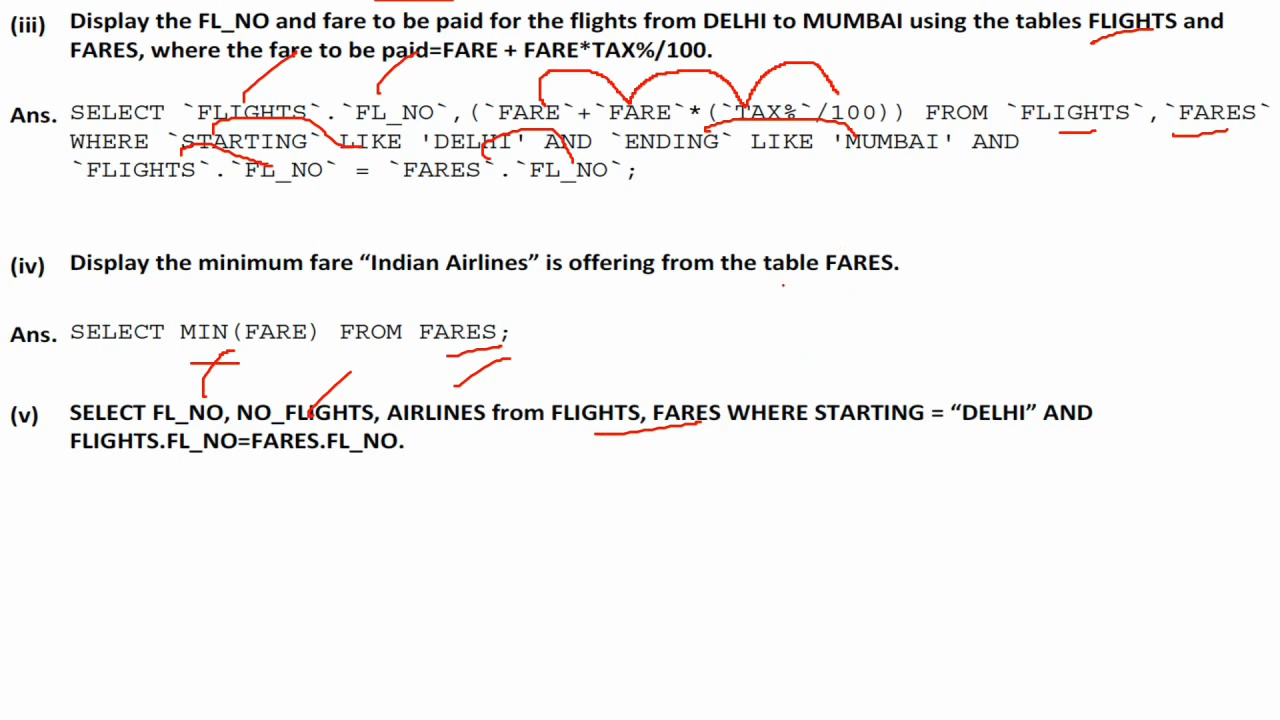 (iii) Display the FL_NO and fare to be paid for the flights from DELHI to MUMBAI using the tables FLIGHTS and
FARES, where the fare to be paid=FARE + FARE*TAX%/100.
Ans. SELECT `FLIGHTS`.`FL_NO`,(`FARE`+`FARE`*(`TAX%`/100)) FROM `FLIGHTS`,`FARES`
WHERE `STARTING` LIKE 'DELHI' AND `ENDING` LIKE 'MUMBAI' AND
`FLIGHTS`.`FL_NO` = `FARES`.`FL_NO`;
(iv) Display the minimum fare “Indian Airlines” is offering from the table FARES.
Ans. SELECT MIN(FARE) FROM FARES;
(v) SELECT FL_NO, NO_FLIGHTS, AIRLINES from FLIGHTS, FARES WHERE STARTING = “DELHI” AND
FLIGHTS.FL_NO=FARES.FL_NO.